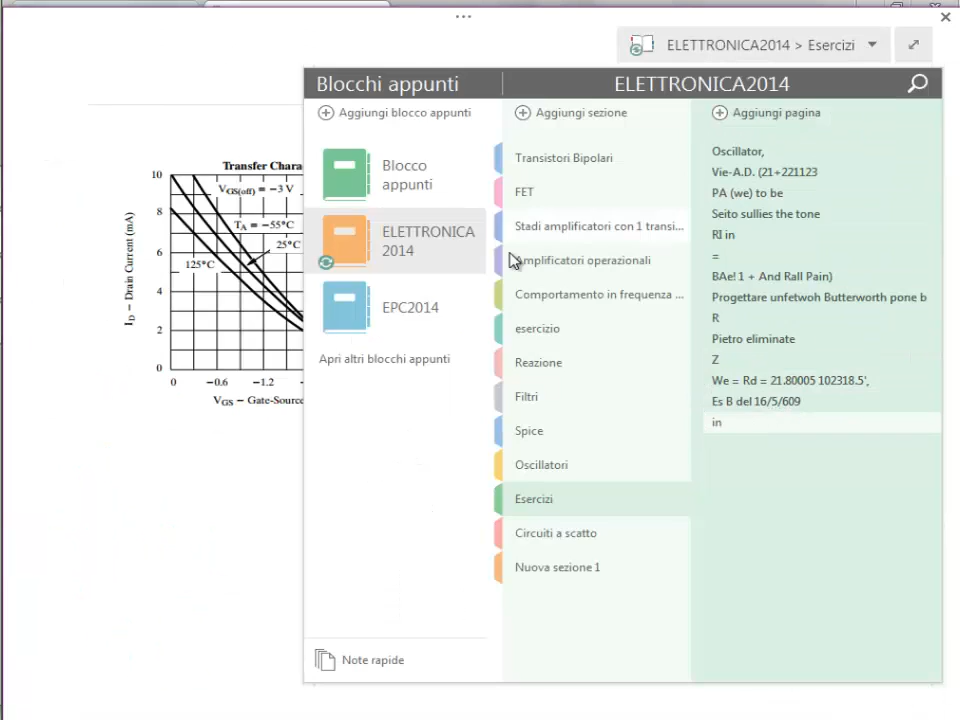 ELETTRONICA2014 > Esercizi
Blocchi appunti
ELETTRONICA2014
Aggiungi blocco appunti
Aggiungi sezione
Aggiungi pagina
Blocco
appunti
ELETTRONICA
2014
EPC2014
Apri altri blocchi appunti
Note rapide
Transistori Bipolari
FET
Stadi amplificatori con 1 transi...
Amplificatori operazionali
Comportamento in frequenza ...
esercizio
Reazione
Filtri
Spice
Oscillatori
Esercizi
Circuiti a scatto
Nuova sezione 1
Oscillator,
Vie-A.D. (21+221123
PA (we) to be
Seito sullies the tone
RI in
=
BAe! 1 + And Rall Pain)
Progettare unfetwoh Butterworth pone b
R
Pietro eliminate
Z
We = Rd = 21.80005 102318.5',
Es B del 16/5/609
in
Transfer Chara
VGS(off) = −3 V
TA = −55°C
25°C
125°C
10
8
6
4
2
0
0
−0.6
−1.2
ID − Drain Current (mA)
VGS − Gate-Source